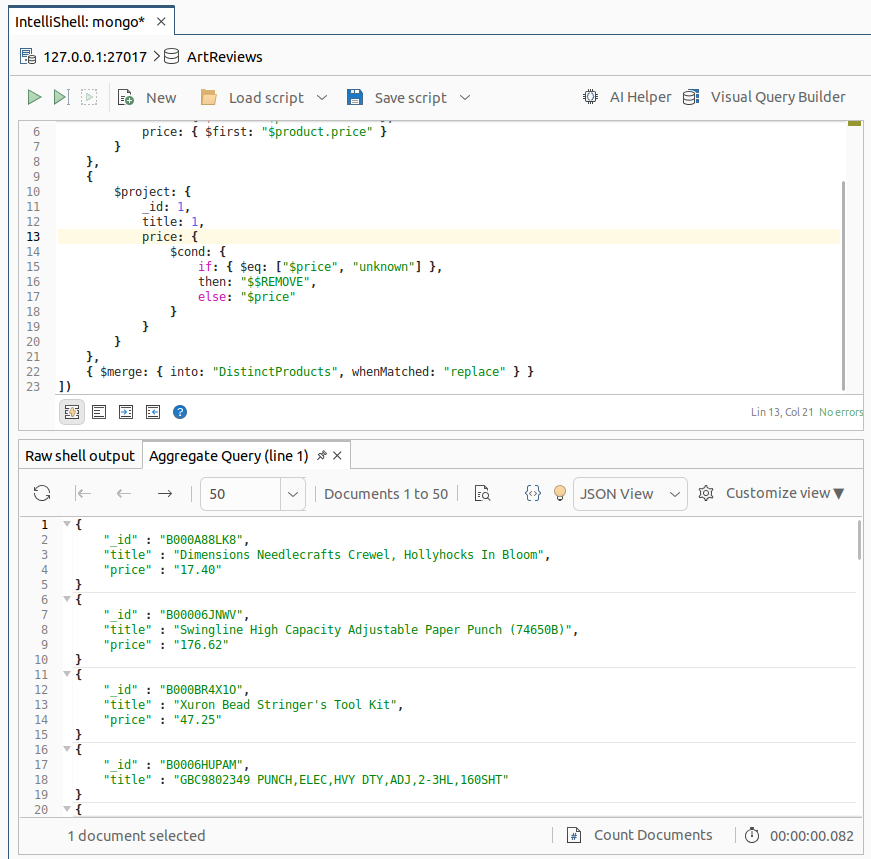 IntelliShell: mongo*
127.0.0.1:27017 > ArtReviews
New Load script Save script AI Helper Visual Query Builder
6 price: { $first: "$product.price" }
7 }
8 },
9 {
10 $project: {
11 _id: 1,
12 title: 1,
13 price: {
14 $cond: {
15 if: { $eq: ["$price", "unknown"] },
16 then: "$$REMOVE",
17 else: "$price"
18 }
19 }
20 }
21 },
22 { $merge: { into: "DistinctProducts", whenMatched: "replace" } }
23 ])
Lin 13, Col 21 No errors
Raw shell output Aggregate Query (line 1)
50 Documents 1 to 50 JSON View Customize view
1 {
2 "_id" : "B000A88LK8",
3 "title" : "Dimensions Needlecrafts Crewel, Hollyhocks In Bloom",
4 "price" : "17.40"
5 }
6 {
7 "_id" : "B00006JNWV",
8 "title" : "Swingline High Capacity Adjustable Paper Punch (74650B)",
9 "price" : "176.62"
10 }
11 {
12 "_id" : "B000BR4X1O",
13 "title" : "Xuron Bead Stringer's Tool Kit",
14 "price" : "47.25"
15 }
16 {
17 "_id" : "B0006HUPAM",
18 "title" : "GBC9802349 PUNCH,ELEC,HVY DTY,ADJ,2-3HL,160SHT"
19 }
20 {
1 document selected Count Documents 00:00:00.082